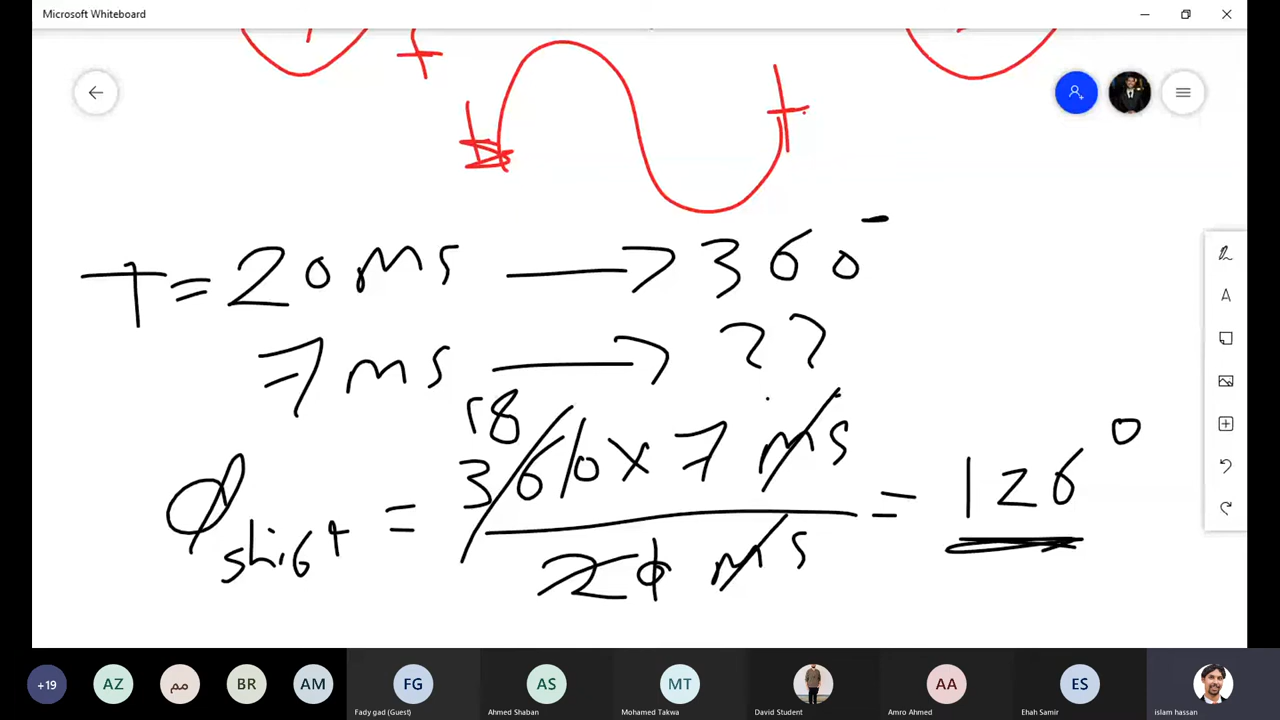 Microsoft Whiteboard
T = 20 ms → 360°
7 ms → ??
18
φ shift = 360 x 7 ms / 20 ms = 126°
+19
AZ
مم
BR
AM
FG
Fady gad (Guest)
AS
Ahmed Shaban
MT
Mohamed Takwa
David Student
AA
Amro Ahmed
ES
Ehah Samir
islam hassan